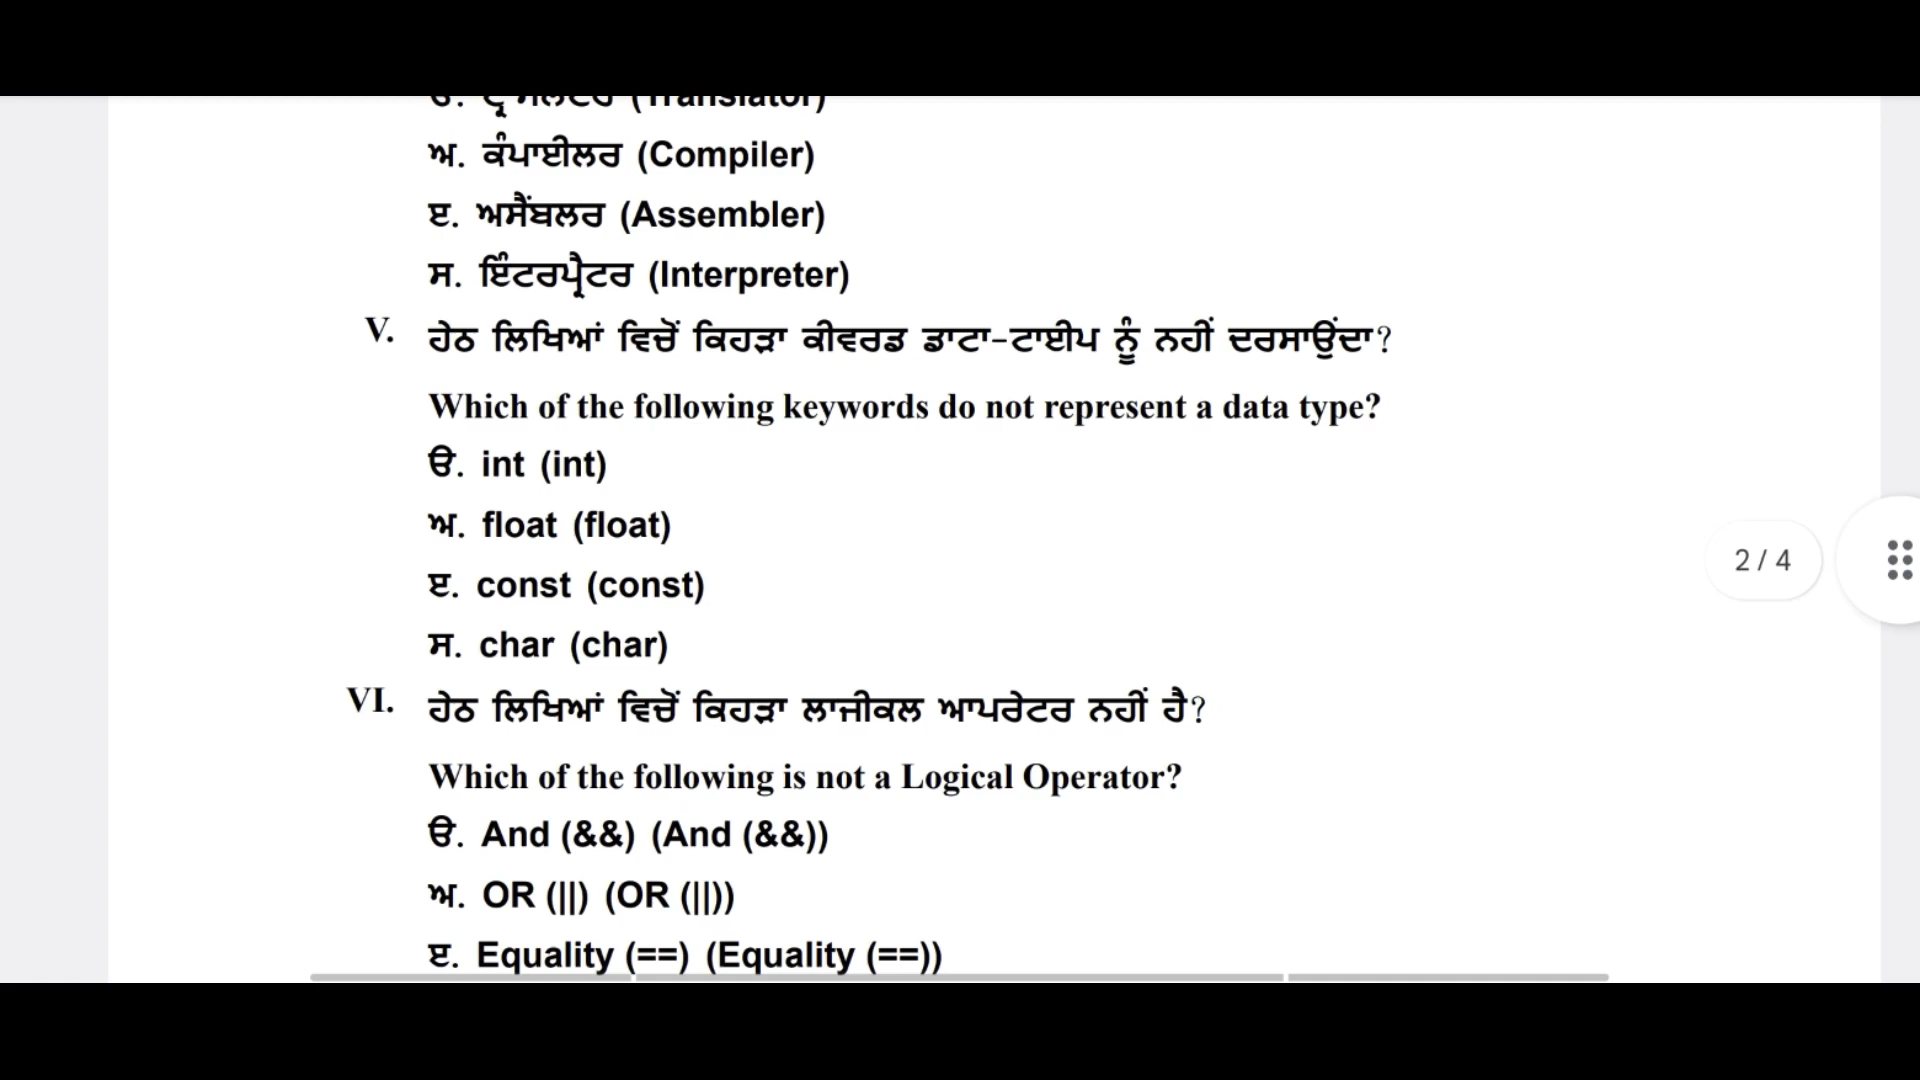 (Translator)
ਅ. ਕੰਪਾਈਲਰ (Compiler)
ੲ. ਅਸੈਂਬਲਰ (Assembler)
ਸ. ਇੰਟਰਪ੍ਰੈਟਰ (Interpreter)
V. ਹੇਠ ਲਿਖਿਆਂ ਵਿਚੋਂ ਕਿਹੜਾ ਕੀਵਰਡ ਡਾਟਾ-ਟਾਈਪ ਨੂੰ ਨਹੀਂ ਦਰਸਾਉਂਦਾ?
Which of the following keywords do not represent a data type?
ੳ. int (int)
ਅ. float (float)
ੲ. const (const)
ਸ. char (char)
2 / 4
VI. ਹੇਠ ਲਿਖਿਆਂ ਵਿਚੋਂ ਕਿਹੜਾ ਲਾਜੀਕਲ ਆਪਰੇਟਰ ਨਹੀਂ ਹੈ?
Which of the following is not a Logical Operator?
ੳ. And (&&) (And (&&))
ਅ. OR (||) (OR (||))
ੲ. Equality (==) (Equality (==))